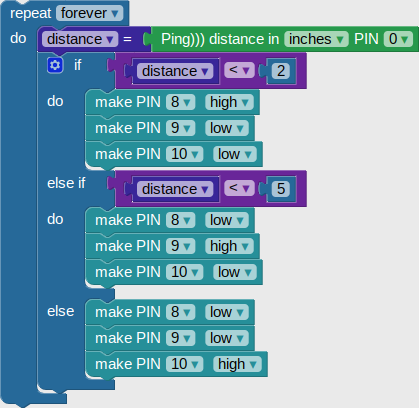 repeat forever
do distance = Ping))) distance in inches PIN 0
if distance < 2
do make PIN 8 high
make PIN 9 low
make PIN 10 low
else if distance < 5
do make PIN 8 low
make PIN 9 high
make PIN 10 low
else make PIN 8 low
make PIN 9 low
make PIN 10 high